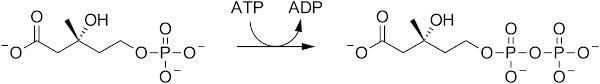 ATP ADP
O OH O OH
O O O
⁻O O P O⁻ ⁻O O P O P O⁻
O⁻ O⁻ O⁻